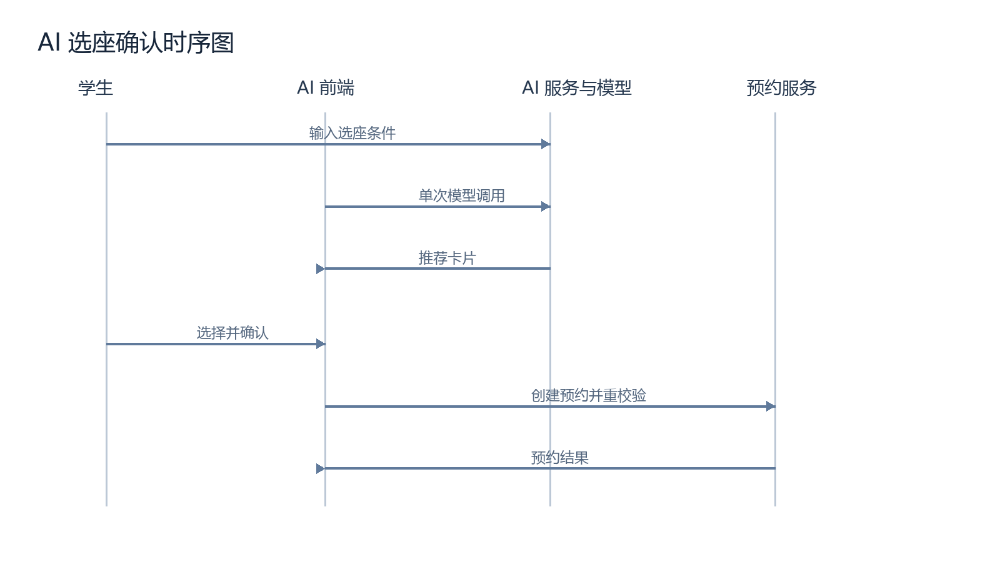 AI 选座确认时序图
学生
AI 前端
AI 服务与模型
预约服务
输入选座条件
单次模型调用
推荐卡片
选择并确认
创建预约并重校验
预约结果